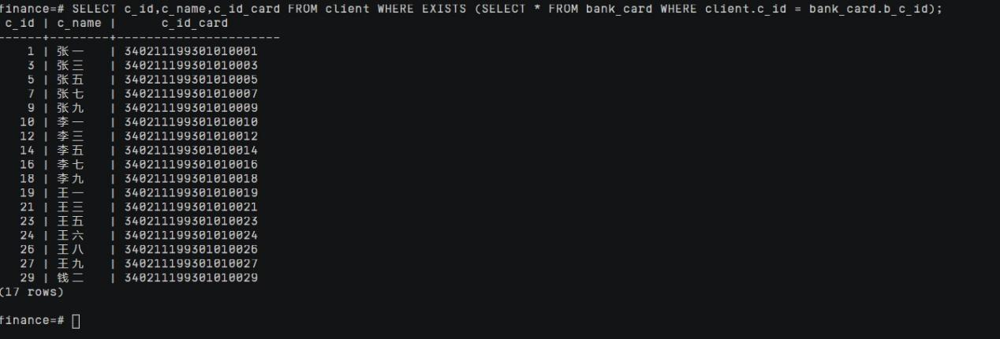 finance=# SELECT c_id,c_name,c_id_card FROM client WHERE EXISTS (SELECT * FROM bank_card WHERE client.c_id = bank_card.b_c_id);
 c_id | c_name |     c_id_card
------+--------+--------------------
    1 | 张一   | 340211199301010001
    3 | 张三   | 340211199301010003
    5 | 张五   | 340211199301010005
    7 | 张七   | 340211199301010007
    9 | 张九   | 340211199301010009
   10 | 李一   | 340211199301010010
   12 | 李三   | 340211199301010012
   14 | 李五   | 340211199301010014
   16 | 李七   | 340211199301010016
   18 | 李九   | 340211199301010018
   19 | 王一   | 340211199301010019
   21 | 王三   | 340211199301010021
   23 | 王五   | 340211199301010023
   24 | 王六   | 340211199301010024
   26 | 王八   | 340211199301010026
   27 | 王九   | 340211199301010027
   29 | 钱二   | 340211199301010029
(17 rows)
finance=#